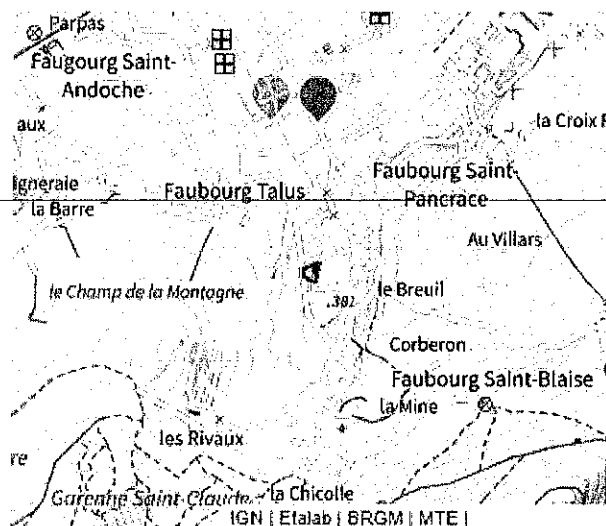 Parpas
Faugourg Saint-
Andoche
aux
la Croix F
Igneraie
la Barre
Faubourg Talus
Faubourg Saint-
Pancrace
Au Villars
le Champ de la Montagne
.381
le Breuil
Corberon
Faubourg Saint-Blaise
la Mine
les Rivaux
re
Garenne Saint-Claude
la Chicolle
IGN | Etalab | BRGM | MTE |